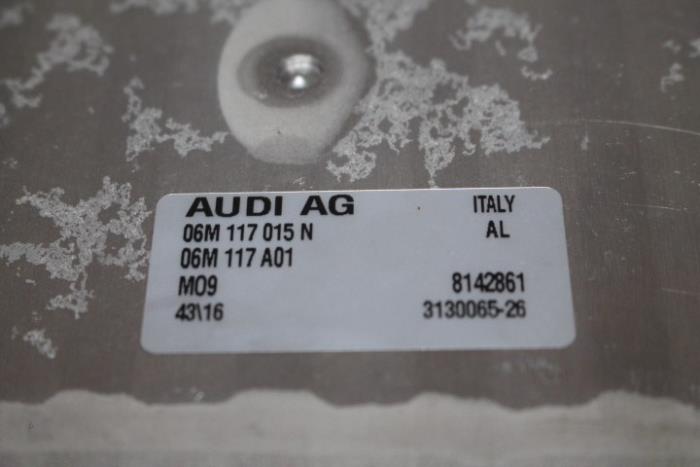 AUDI AG ITALY
06M 117 015 N AL
06M 117 A01
M09 8142861
43\16 3130065-26